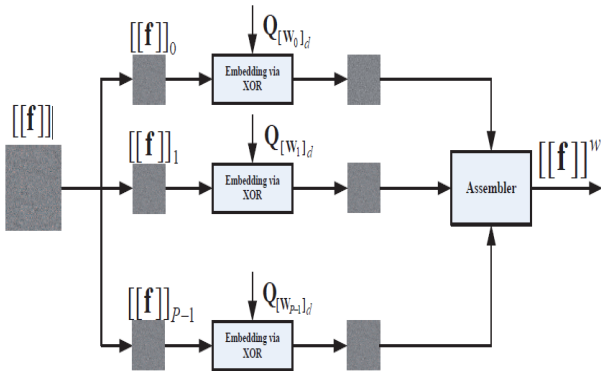 [[f]]
[[f]]₀
Q[W₀]d
Embedding via
XOR
[[f]]₁
Q[W₁]d
Embedding via
XOR
Assembler
[[f]]ʷ
[[f]]P−1
Q[WP-1]d
Embedding via
XOR